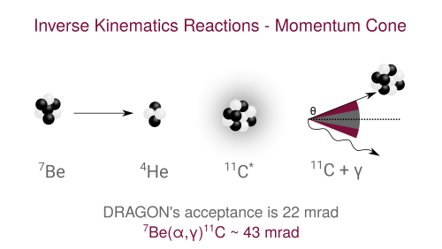 Inverse Kinematics Reactions - Momentum Cone
θ
⁷Be
⁴He
¹¹C*
¹¹C + γ
DRAGON's acceptance is 22 mrad
⁷Be(α,γ)¹¹C ~ 43 mrad